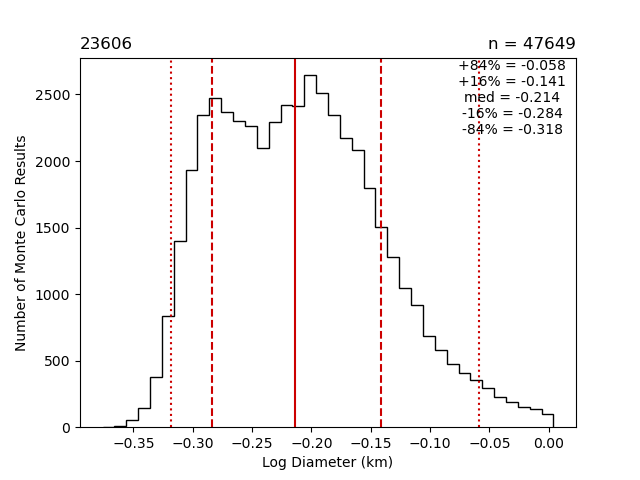 23606
n = 47649
+84% = -0.058
+16% = -0.141
med = -0.214
-16% = -0.284
-84% = -0.318
2500
2000
1500
1000
500
0
Number of Monte Carlo Results
−0.35 −0.30 −0.25 −0.20 −0.15 −0.10 −0.05 0.00
Log Diameter (km)